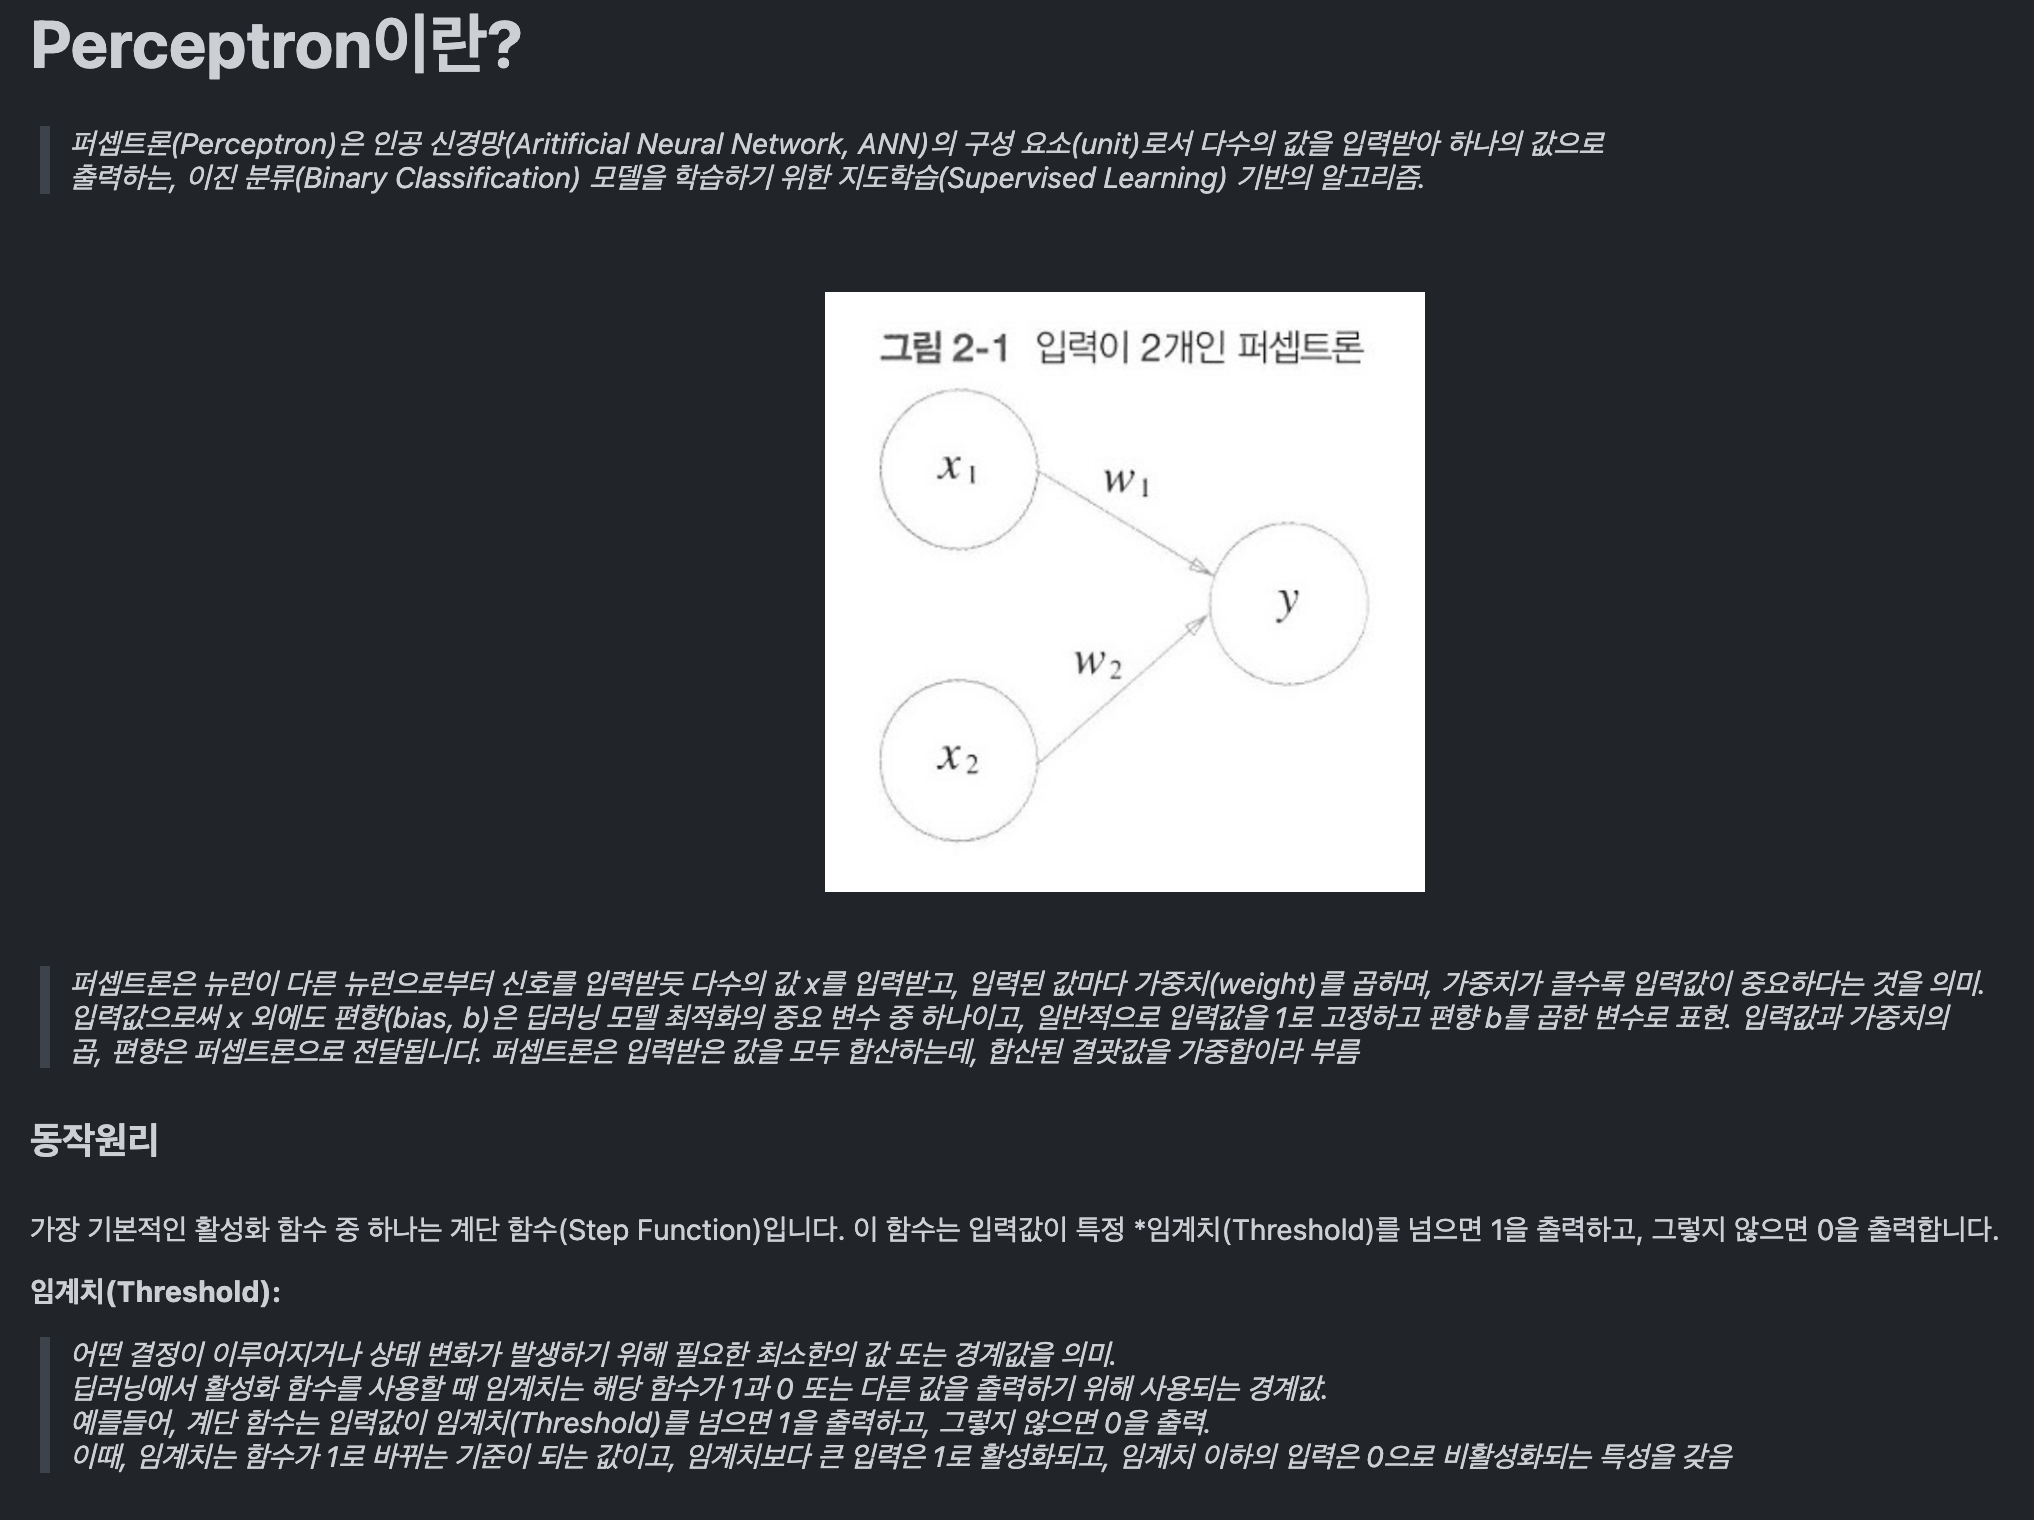 Perceptron이란?
퍼셉트론(Perceptron)은 인공 신경망(Aritificial Neural Network, ANN)의 구성 요소(unit)로서 다수의 값을 입력받아 하나의 값으로
출력하는, 이진 분류(Binary Classification) 모델을 학습하기 위한 지도학습(Supervised Learning) 기반의 알고리즘.
그림 2-1 입력이 2개인 퍼셉트론
x1
w1
y
w2
x2
퍼셉트론은 뉴런이 다른 뉴런으로부터 신호를 입력받듯 다수의 값 x를 입력받고, 입력된 값마다 가중치(weight)를 곱하며, 가중치가 클수록 입력값이 중요하다는 것을 의미.
입력값으로써 x 외에도 편향(bias, b)은 딥러닝 모델 최적화의 중요 변수 중 하나이고, 일반적으로 입력값을 1로 고정하고 편향 b를 곱한 변수로 표현. 입력값과 가중치의
곱, 편향은 퍼셉트론으로 전달됩니다. 퍼셉트론은 입력받은 값을 모두 합산하는데, 합산된 결괏값을 가중합이라 부름
동작원리
가장 기본적인 활성화 함수 중 하나는 계단 함수(Step Function)입니다. 이 함수는 입력값이 특정 *임계치(Threshold)를 넘으면 1을 출력하고, 그렇지 않으면 0을 출력합니다.
임계치(Threshold):
어떤 결정이 이루어지거나 상태 변화가 발생하기 위해 필요한 최소한의 값 또는 경계값을 의미.
딥러닝에서 활성화 함수를 사용할 때 임계치는 해당 함수가 1과 0 또는 다른 값을 출력하기 위해 사용되는 경계값.
예를들어, 계단 함수는 입력값이 임계치(Threshold)를 넘으면 1을 출력하고, 그렇지 않으면 0을 출력.
이때, 임계치는 함수가 1로 바뀌는 기준이 되는 값이고, 임계치보다 큰 입력은 1로 활성화되고, 임계치 이하의 입력은 0으로 비활성화되는 특성을 갖음